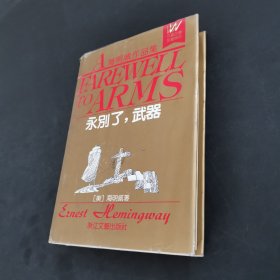 A
海明威作品集
FAREWELL
TO ARMS
永别了，武器
[美] 海明威著
Ernest Hemingway
浙江文艺出版社